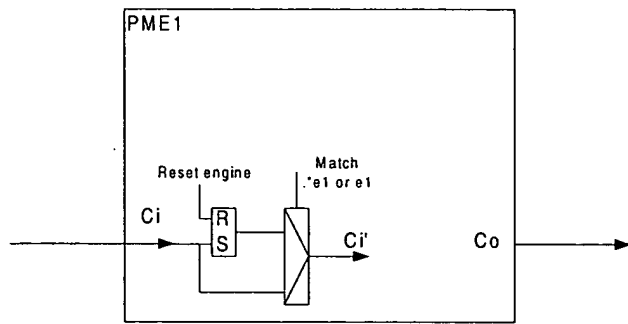 PME1
Reset engine
Match
.*e1 or e1
Ci
R
S
Ci'
Co